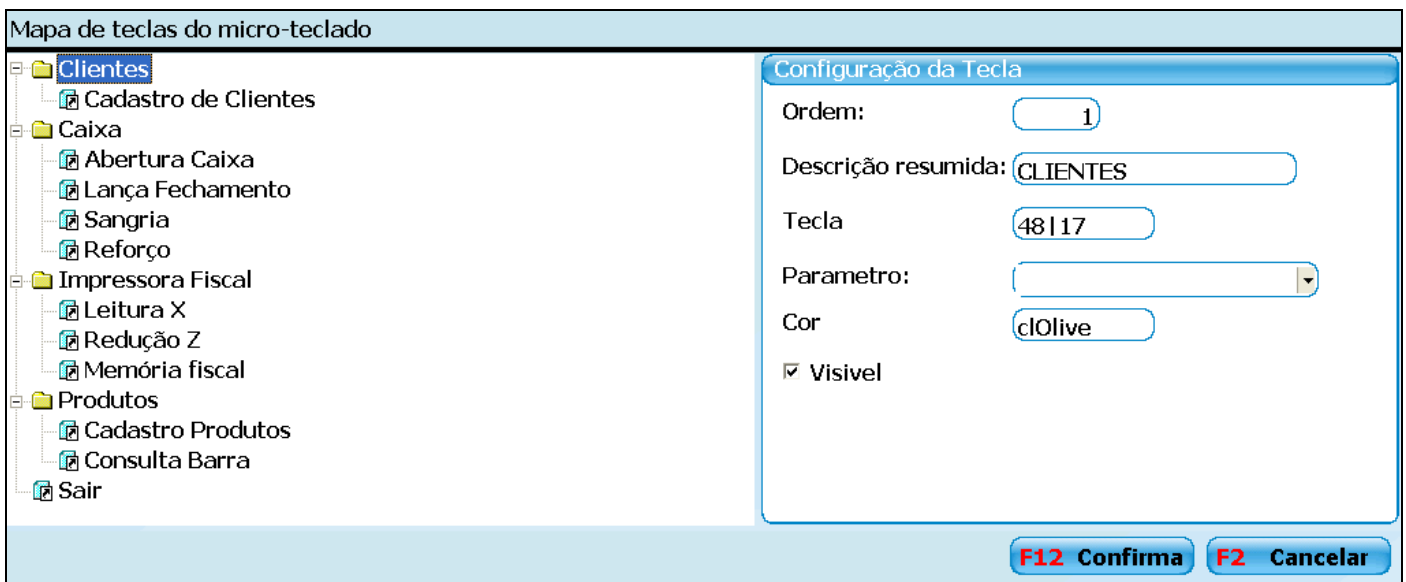 Mapa de teclas do micro-teclado
Clientes
Cadastro de Clientes
Caixa
Abertura Caixa
Lança Fechamento
Sangria
Reforço
Impressora Fiscal
Leitura X
Redução Z
Memória fiscal
Produtos
Cadastro Produtos
Consulta Barra
Sair
Configuração da Tecla
Ordem: 1
Descrição resumida: CLIENTES
Tecla 48|17
Parametro:
Cor clOlive
Visivel
F12 Confirma F2 Cancelar